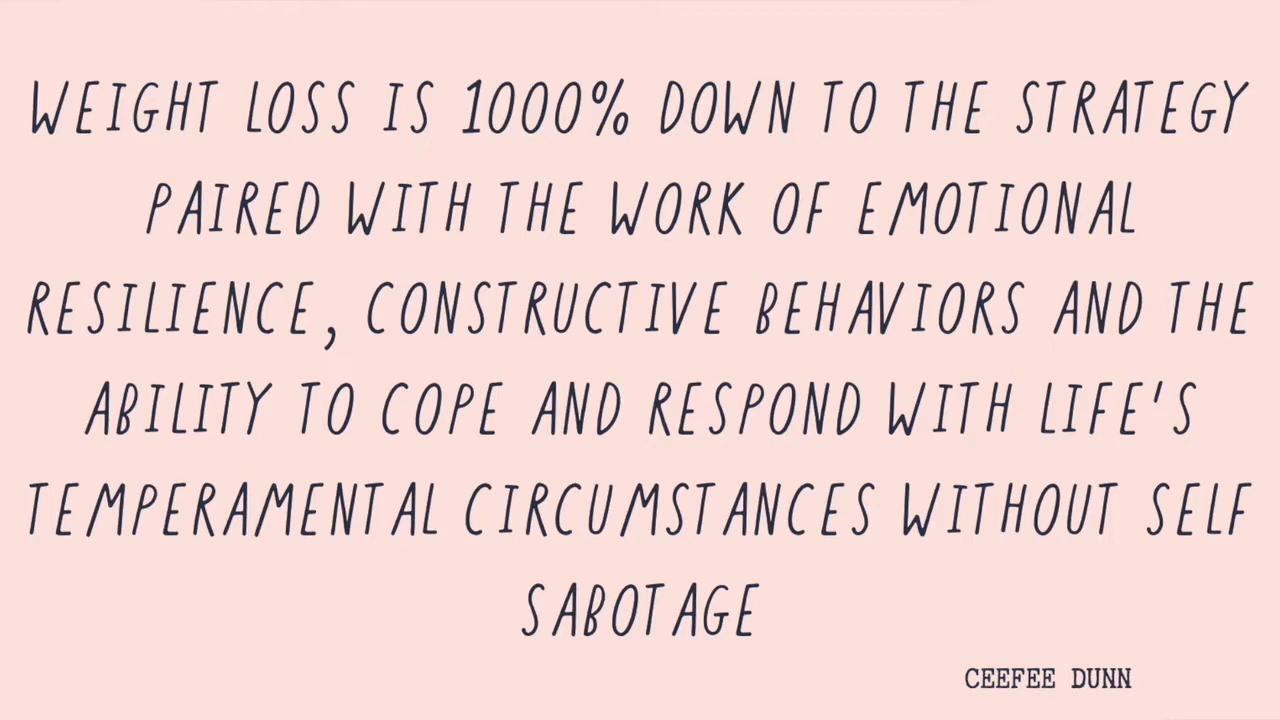 WEIGHT LOSS IS 1000% DOWN TO THE STRATEGY
PAIRED WITH THE WORK OF EMOTIONAL
RESILIENCE, CONSTRUCTIVE BEHAVIORS AND THE
ABILITY TO COPE AND RESPOND WITH LIFE'S
TEMPERAMENTAL CIRCUMSTANCES WITHOUT SELF
SABOTAGE
CEEFEE DUNN